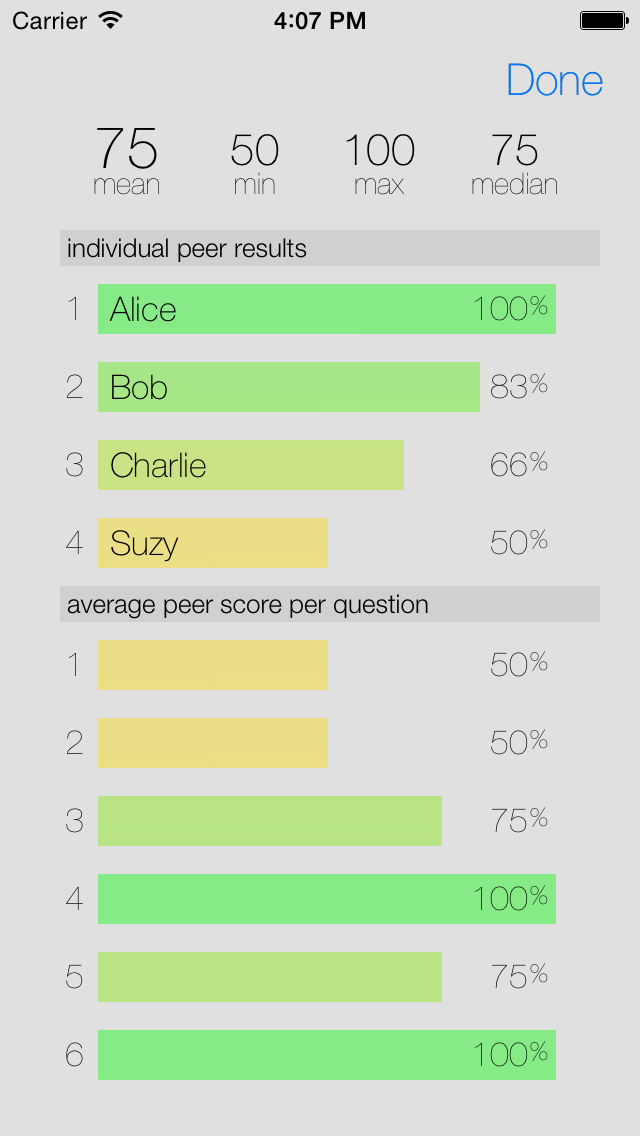 Carrier 4:07 PM
Done
75 50 100 75
mean min max median
individual peer results
1 Alice 100%
2 Bob 83%
3 Charlie 66%
4 Suzy 50%
average peer score per question
1 50%
2 50%
3 75%
4 100%
5 75%
6 100%